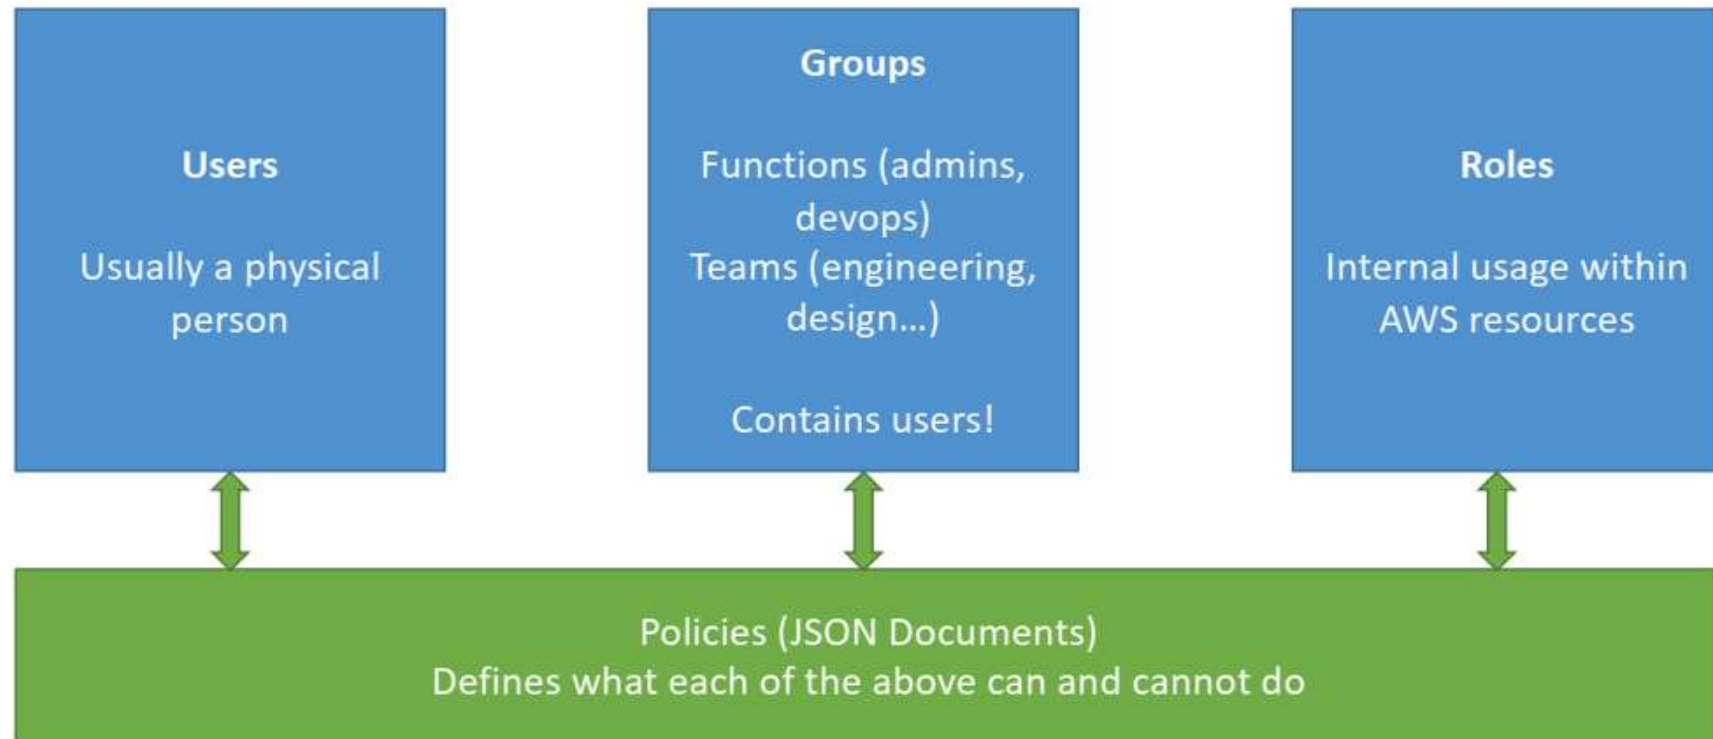 Users
Usually a physical
person
Groups
Functions (admins,
devops)
Teams (engineering,
design...)
Contains users!
Roles
Internal usage within
AWS resources
Policies (JSON Documents)
Defines what each of the above can and cannot do